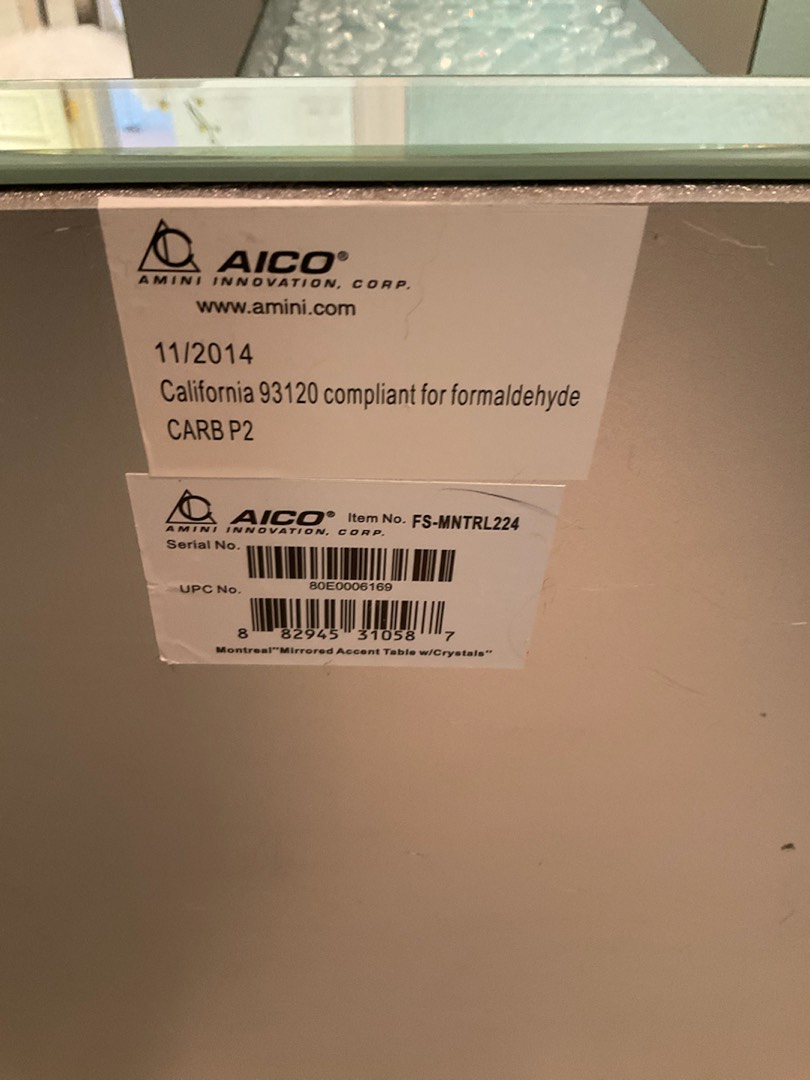 AICO®
AMINI INNOVATION, CORP.
www.amini.com
11/2014
California 93120 compliant for formaldehyde
CARB P2
AICO® Item No. FS-MNTRL224
AMINI INNOVATION, CORP.
Serial No.
80E0006169
UPC No.
8 82945 31058 7
Montreal"Mirrored Accent Table w/Crystals"